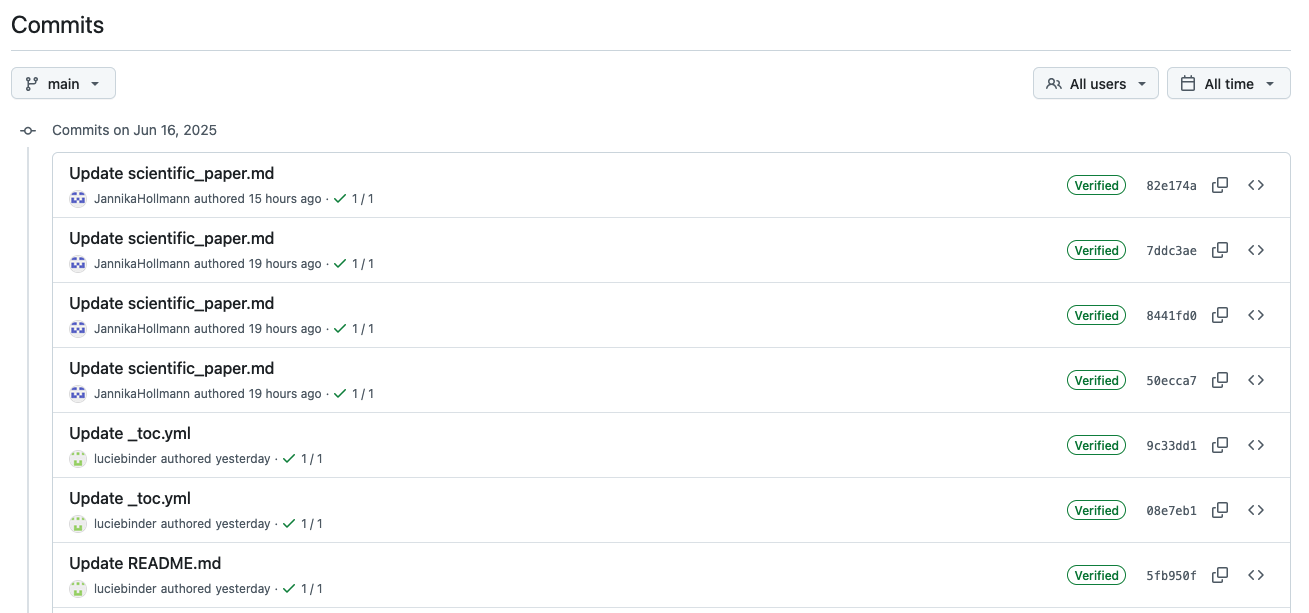 Commits
main
All users
All time
Commits on Jun 16, 2025
Update scientific_paper.md
JannikaHollmann authored 15 hours ago · 1 / 1
Verified
82e174a
Update scientific_paper.md
JannikaHollmann authored 19 hours ago · 1 / 1
Verified
7ddc3ae
Update scientific_paper.md
JannikaHollmann authored 19 hours ago · 1 / 1
Verified
8441fd0
Update scientific_paper.md
JannikaHollmann authored 19 hours ago · 1 / 1
Verified
50ecca7
Update _toc.yml
luciebinder authored yesterday · 1 / 1
Verified
9c33dd1
Update _toc.yml
luciebinder authored yesterday · 1 / 1
Verified
08e7eb1
Update README.md
luciebinder authored yesterday · 1 / 1
Verified
5fb950f